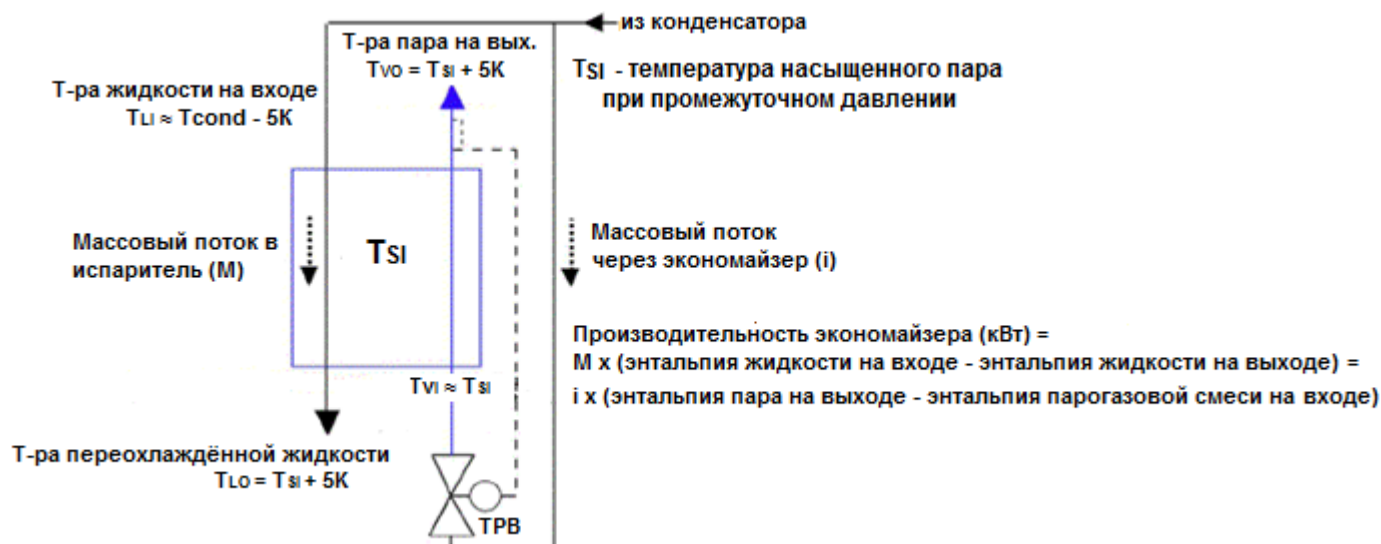 из конденсатора
Т-ра пара на вых.
Tvo = TSI + 5K
TSI - температура насыщенного пара
при промежуточном давлении
Т-ра жидкости на входе
TLI ≈ Tcond - 5K
Массовый поток в
испаритель (M)
TSI
Массовый поток
через экономайзер (i)
Производительность экономайзера (кВт) =
M x (энтальпия жидкости на входе - энтальпия жидкости на выходе) =
i x (энтальпия пара на выходе - энтальпия парогазовой смеси на входе)
TVI ≈ TSI
Т-ра переохлаждённой жидкости
TLO = TSI + 5K
ТРВ